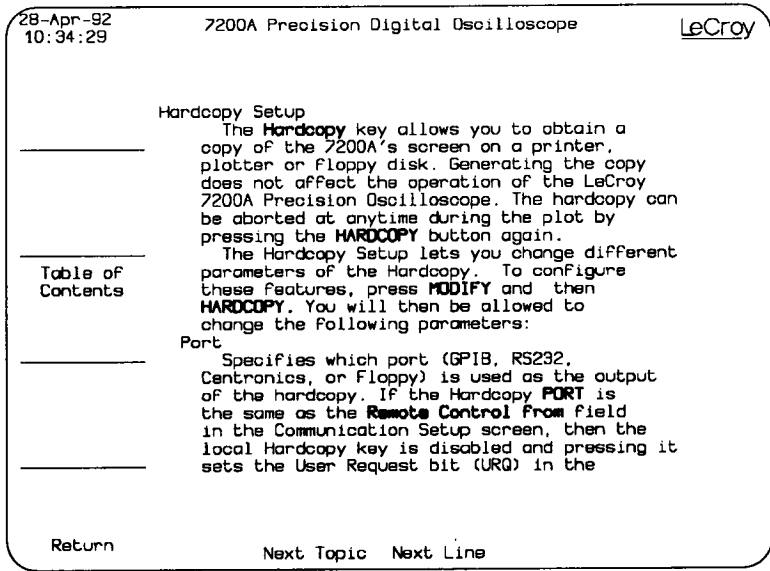 28-Apr-92
10:34:29
7200A Precision Digital Oscilloscope
LeCroy
Hardcopy Setup
The Hardcopy key allows you to obtain a
copy of the 7200A's screen on a printer,
plotter or floppy disk. Generating the copy
does not affect the operation of the LeCroy
7200A Precision Oscilloscope. The hardcopy can
be aborted at anytime during the plot by
pressing the HARDCOPY button again.
The Hardcopy Setup lets you change different
parameters of the Hardcopy. To configure
these features, press MODIFY and then
HARDCOPY. You will then be allowed to
change the following parameters:
Port
Specifies which port (GPIB, RS232,
Centronics, or Floppy) is used as the output
of the hardcopy. If the Hardcopy PORT is
the same as the Remote Control From field
in the Communication Setup screen, then the
local Hardcopy key is disabled and pressing it
sets the User Request bit (URQ) in the
Table of
Contents
Return
Next Topic Next Line